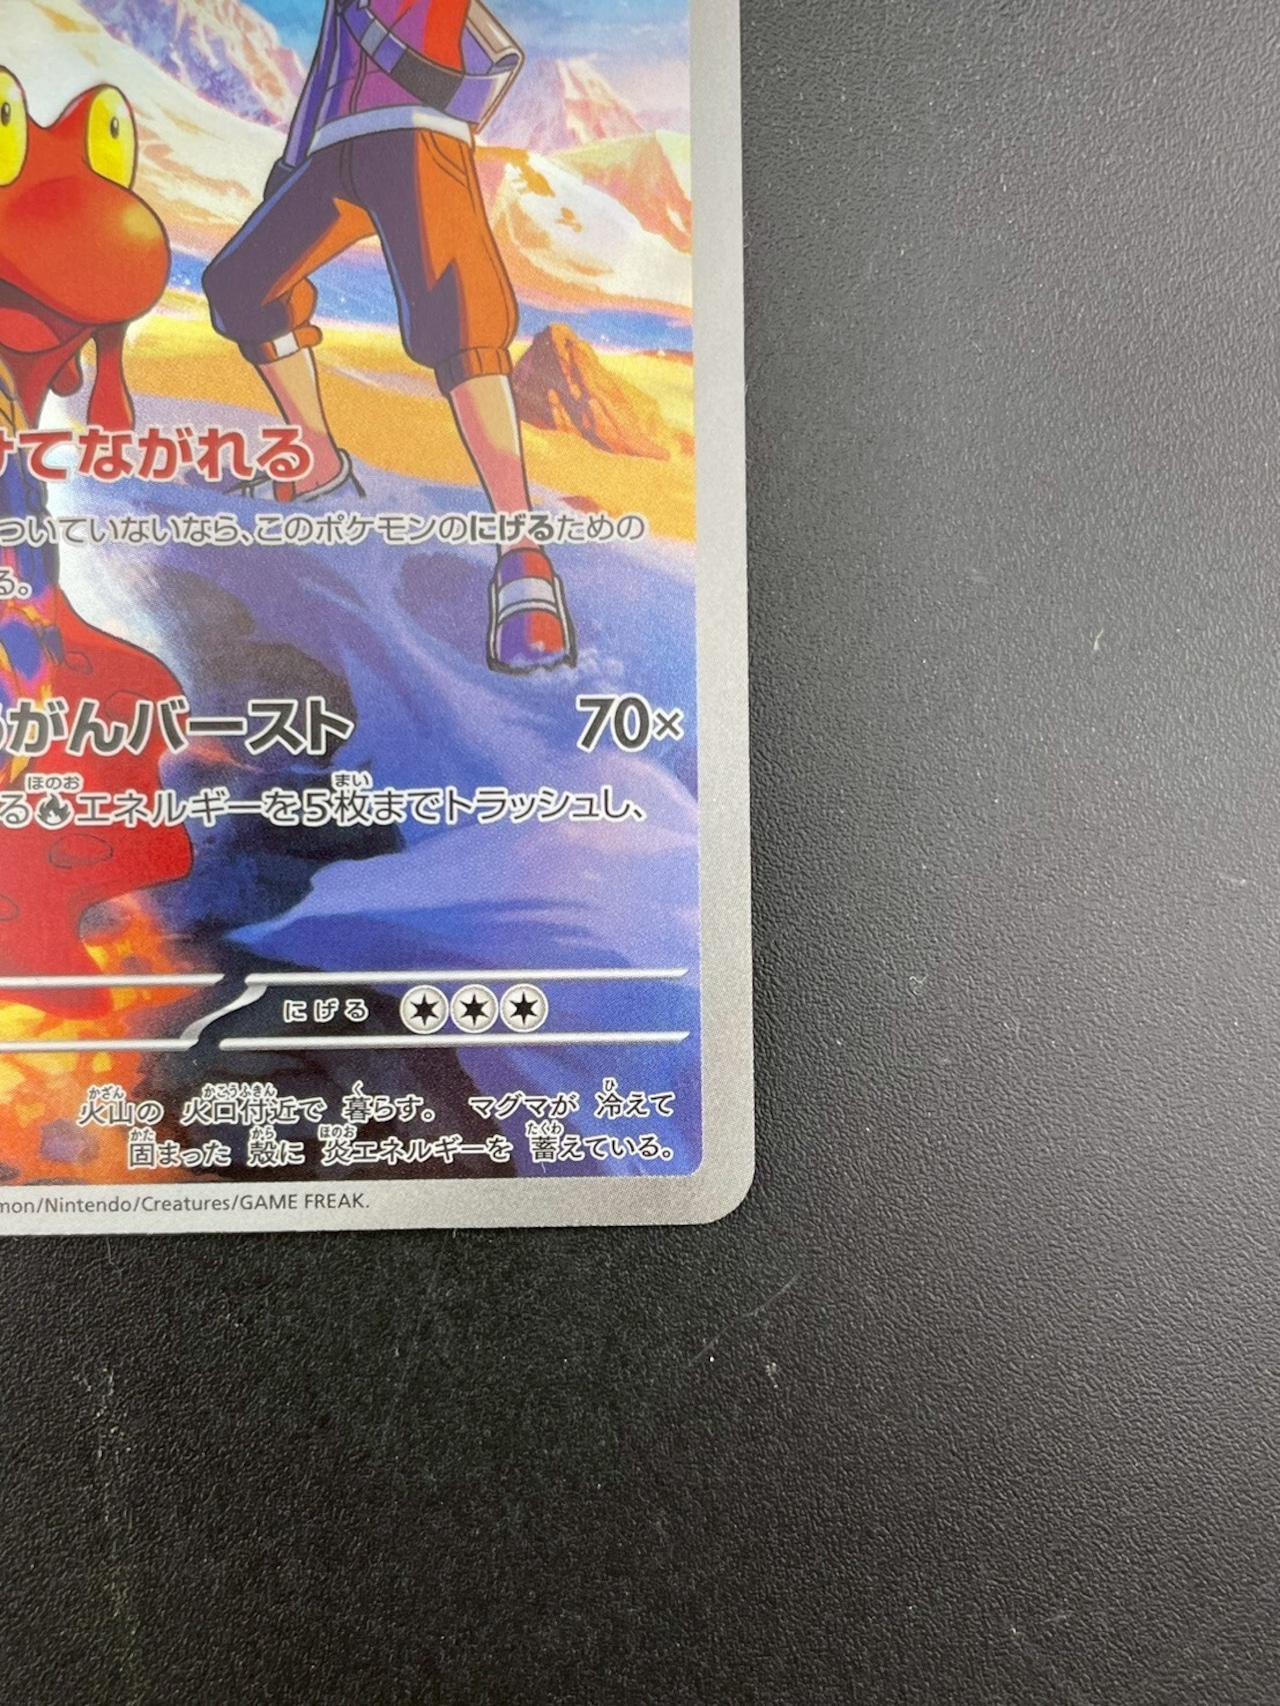 てながれる
ついていないなら、このポケモンのにげるための
る。
がんバースト 70×
ほのお まい
るエネルギーを5枚までトラッシュし、
にげる
かざん かこうふきん く ひ
火山の 火口付近で 暮らす。 マグマが 冷えて
かた から ほのお たくわ
固まった 殻に 炎エネルギーを 蓄えている。
mon/Nintendo/Creatures/GAME FREAK.